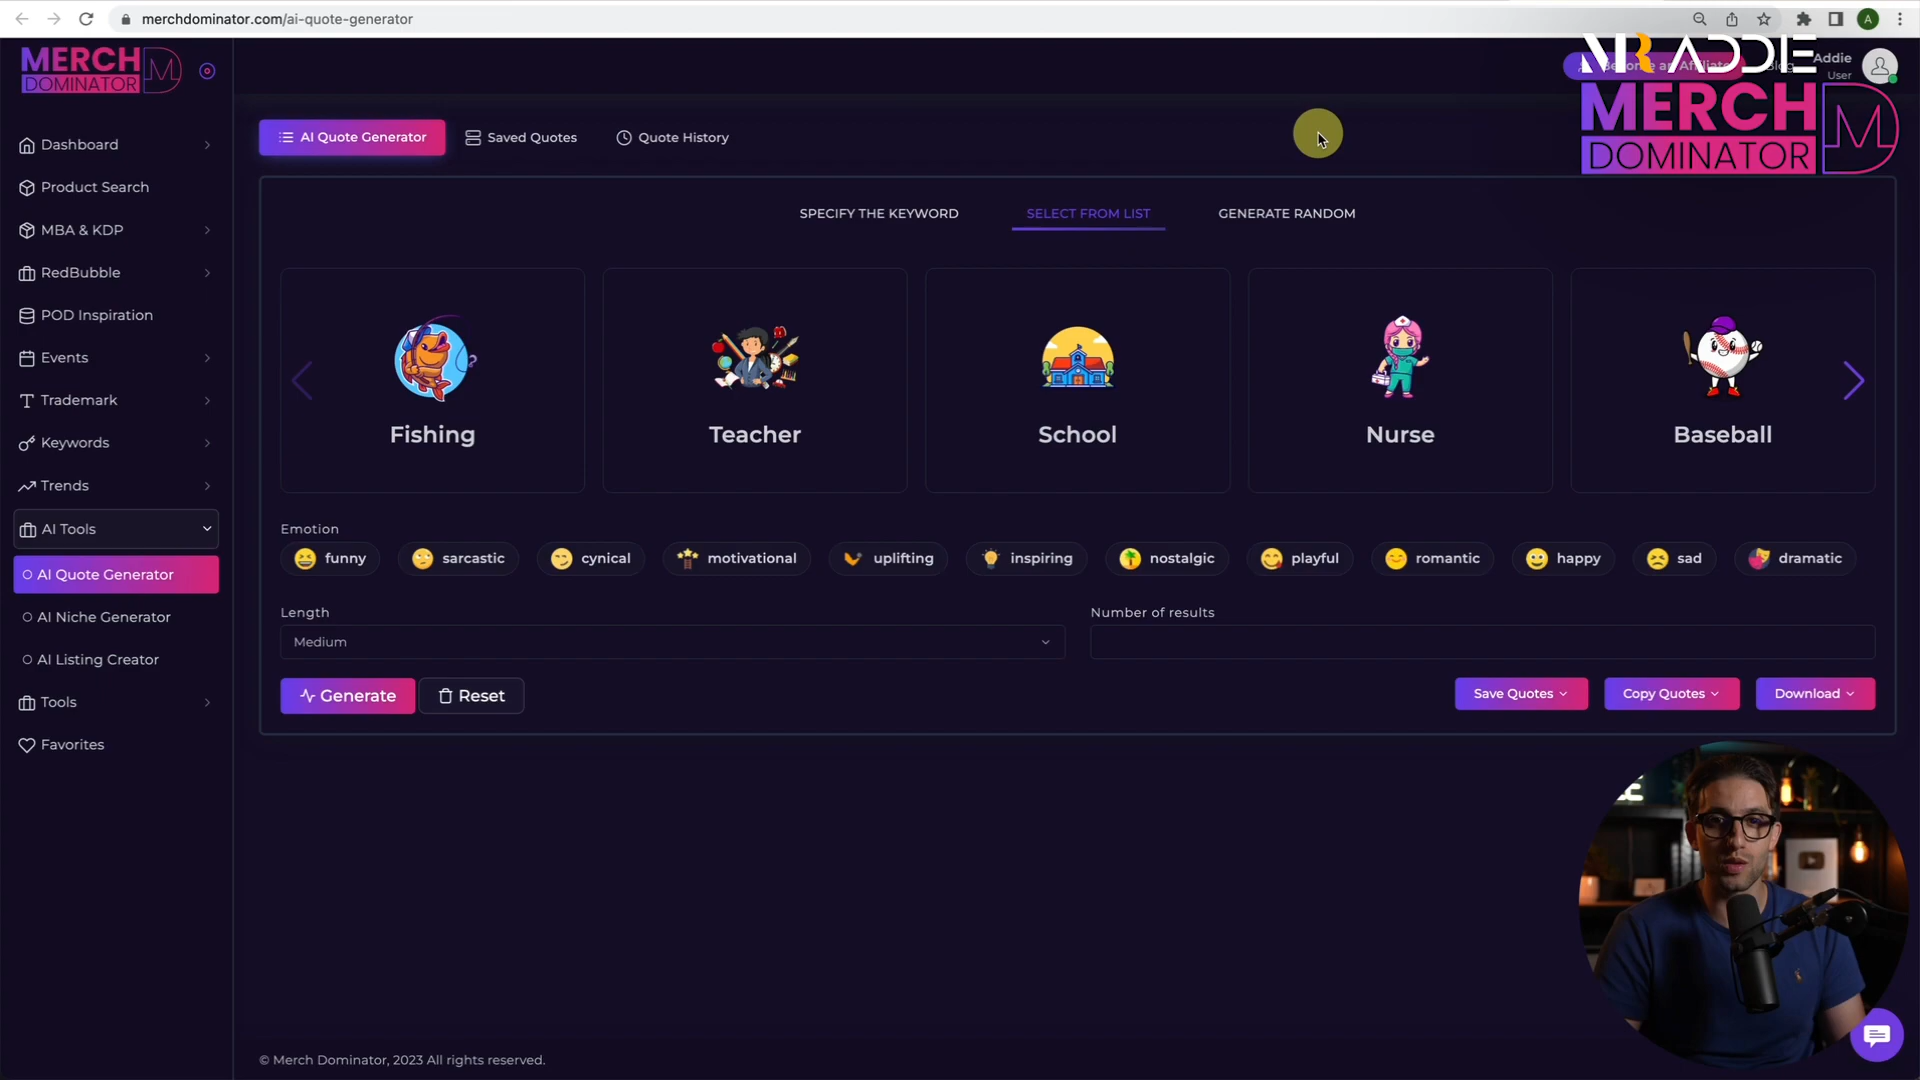 merchdominator.com/ai-quote-generator
A
MERCH
DOMINATOR
MR ADDIE
Addie
User
MERCH
DOMINATOR
Dashboard
Product Search
MBA & KDP
RedBubble
POD Inspiration
Events
Trademark
Keywords
Trends
AI Tools
AI Quote Generator
AI Niche Generator
AI Listing Creator
Tools
Favorites
AI Quote Generator
Saved Quotes
Quote History
SPECIFY THE KEYWORD
SELECT FROM LIST
GENERATE RANDOM
Fishing
Teacher
School
Nurse
Baseball
Emotion
funny
sarcastic
cynical
motivational
uplifting
inspiring
nostalgic
playful
romantic
happy
sad
dramatic
Length
Number of results
Medium
Generate
Reset
Save Quotes
Copy Quotes
Download
© Merch Dominator, 2023 All rights reserved.